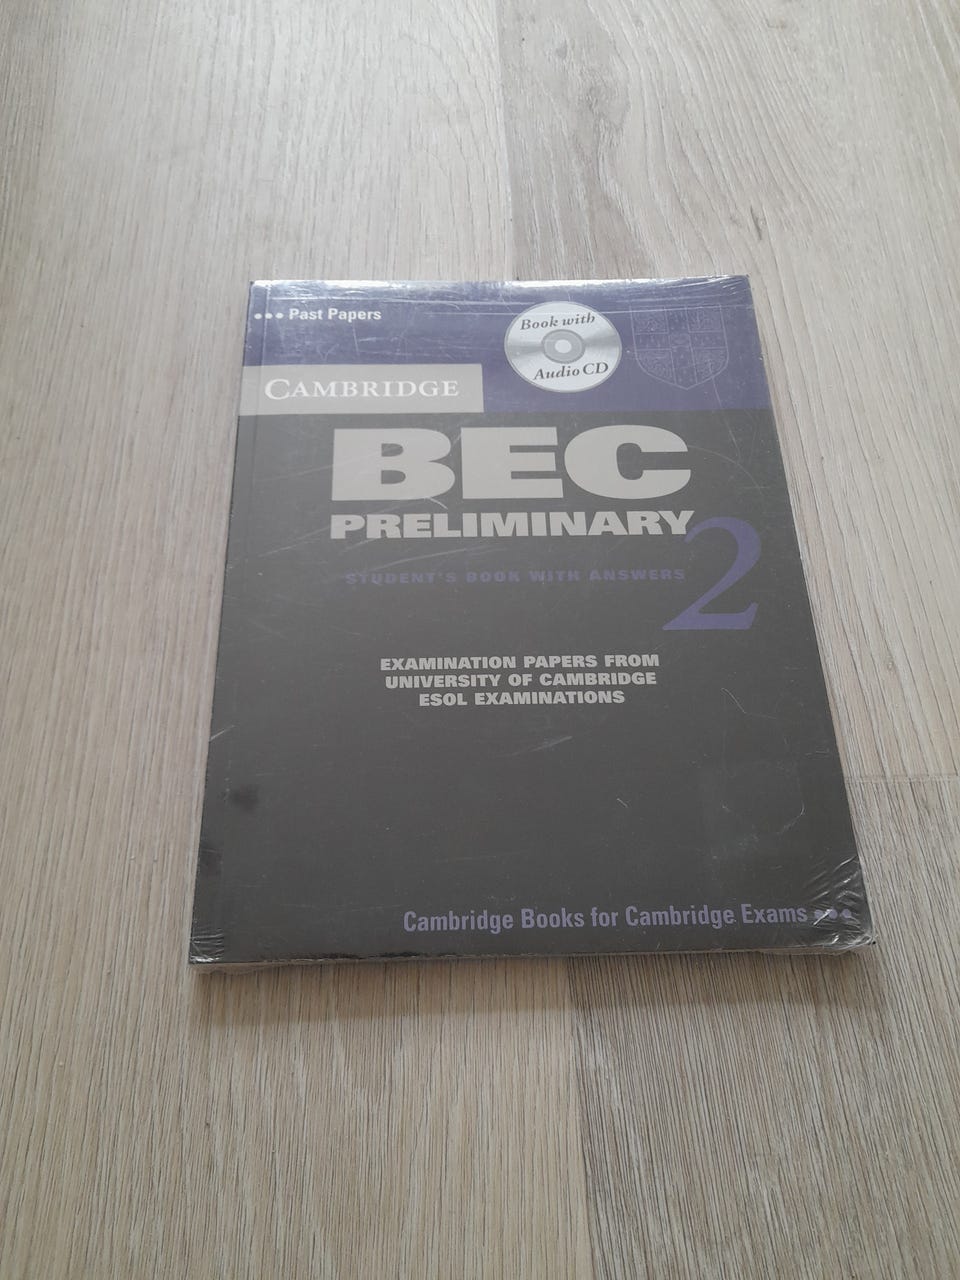 ••• Past Papers
Book with
Audio CD
CAMBRIDGE
BEC
PRELIMINARY
2
STUDENT'S BOOK WITH ANSWERS
EXAMINATION PAPERS FROM
UNIVERSITY OF CAMBRIDGE
ESOL EXAMINATIONS
Cambridge Books for Cambridge Exams •••